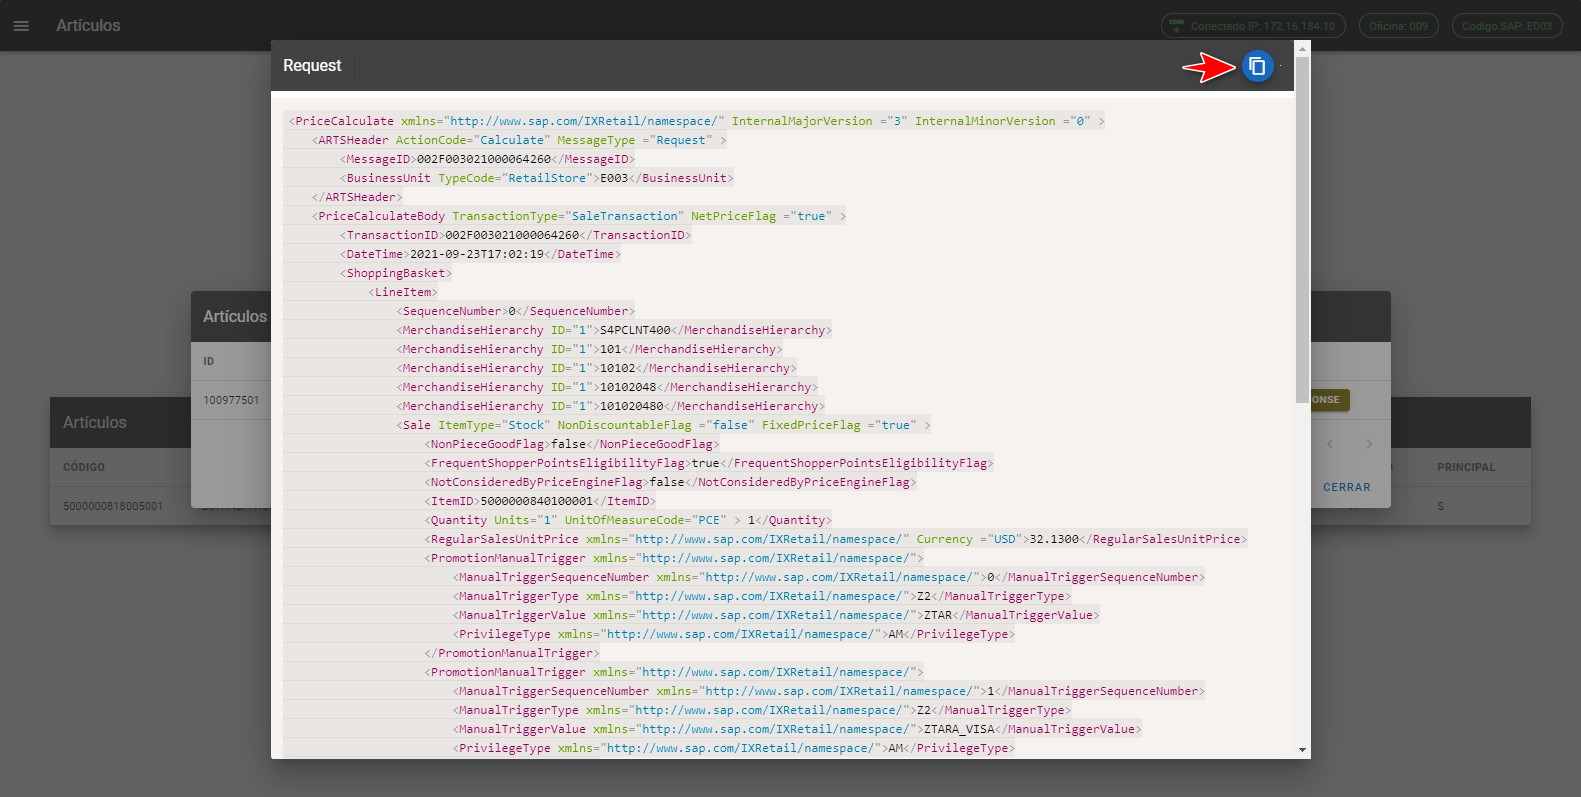 Artículos
Conectado IP: 172.16.184.10
Oficina: 009
Codigo SAP: E003
Request
<PriceCalculate xmlns="http://www.sap.com/IXRetail/namespace/" InternalMajorVersion ="3" InternalMinorVersion ="0" >
<ARTSHeader ActionCode="Calculate" MessageType ="Request" >
<MessageID>002F003021000064260</MessageID>
<BusinessUnit TypeCode="RetailStore">E003</BusinessUnit>
</ARTSHeader>
<PriceCalculateBody TransactionType="SaleTransaction" NetPriceFlag ="true" >
<TransactionID>002F003021000064260</TransactionID>
<DateTime>2021-09-23T17:02:19</DateTime>
<ShoppingBasket>
<LineItem>
<SequenceNumber>0</SequenceNumber>
<MerchandiseHierarchy ID="1">S4PCLNT400</MerchandiseHierarchy>
<MerchandiseHierarchy ID="1">101</MerchandiseHierarchy>
<MerchandiseHierarchy ID="1">10102</MerchandiseHierarchy>
<MerchandiseHierarchy ID="1">10102048</MerchandiseHierarchy>
<MerchandiseHierarchy ID="1">101020480</MerchandiseHierarchy>
<Sale ItemType="Stock" NonDiscountableFlag ="false" FixedPriceFlag ="true" >
<NonPieceGoodFlag>false</NonPieceGoodFlag>
<FrequentShopperPointsEligibilityFlag>true</FrequentShopperPointsEligibilityFlag>
<NotConsideredByPriceEngineFlag>false</NotConsideredByPriceEngineFlag>
<ItemID>5000000840100001</ItemID>
<Quantity Units="1" UnitOfMeasureCode="PCE" > 1</Quantity>
<RegularSalesUnitPrice xmlns="http://www.sap.com/IXRetail/namespace/" Currency ="USD">32.1300</RegularSalesUnitPrice>
<PromotionManualTrigger xmlns="http://www.sap.com/IXRetail/namespace/">
<ManualTriggerSequenceNumber xmlns="http://www.sap.com/IXRetail/namespace/">0</ManualTriggerSequenceNumber>
<ManualTriggerType xmlns="http://www.sap.com/IXRetail/namespace/">Z2</ManualTriggerType>
<ManualTriggerValue xmlns="http://www.sap.com/IXRetail/namespace/">ZTAR</ManualTriggerValue>
<PrivilegeType xmlns="http://www.sap.com/IXRetail/namespace/">AM</PrivilegeType>
</PromotionManualTrigger>
<PromotionManualTrigger xmlns="http://www.sap.com/IXRetail/namespace/">
<ManualTriggerSequenceNumber xmlns="http://www.sap.com/IXRetail/namespace/">1</ManualTriggerSequenceNumber>
<ManualTriggerType xmlns="http://www.sap.com/IXRetail/namespace/">Z2</ManualTriggerType>
<ManualTriggerValue xmlns="http://www.sap.com/IXRetail/namespace/">ZTARA_VISA</ManualTriggerValue>
<PrivilegeType xmlns="http://www.sap.com/IXRetail/namespace/">AM</PrivilegeType>
Artículos
ID
100977501
ONSE
CERRAR
Artículos
CÓDIGO
PRINCIPAL
5000000818005001
S